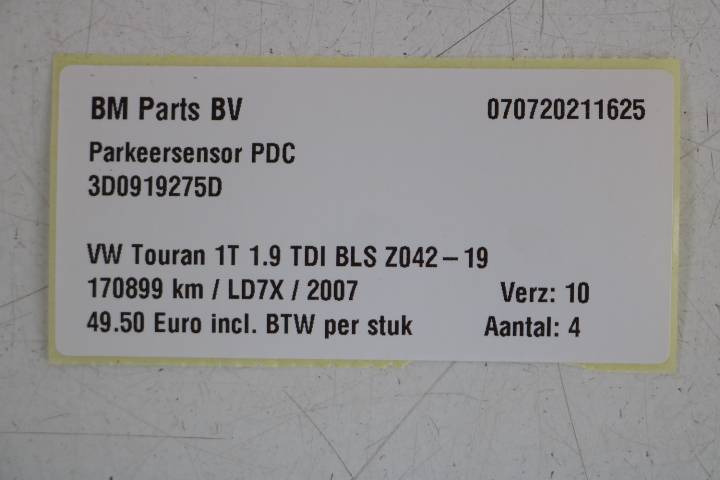 BM Parts BV 070720211625
Parkeersensor PDC
3D0919275D
VW Touran 1T 1.9 TDI BLS Z042-19
170899 km / LD7X / 2007 Verz: 10
49.50 Euro incl. BTW per stuk Aantal: 4